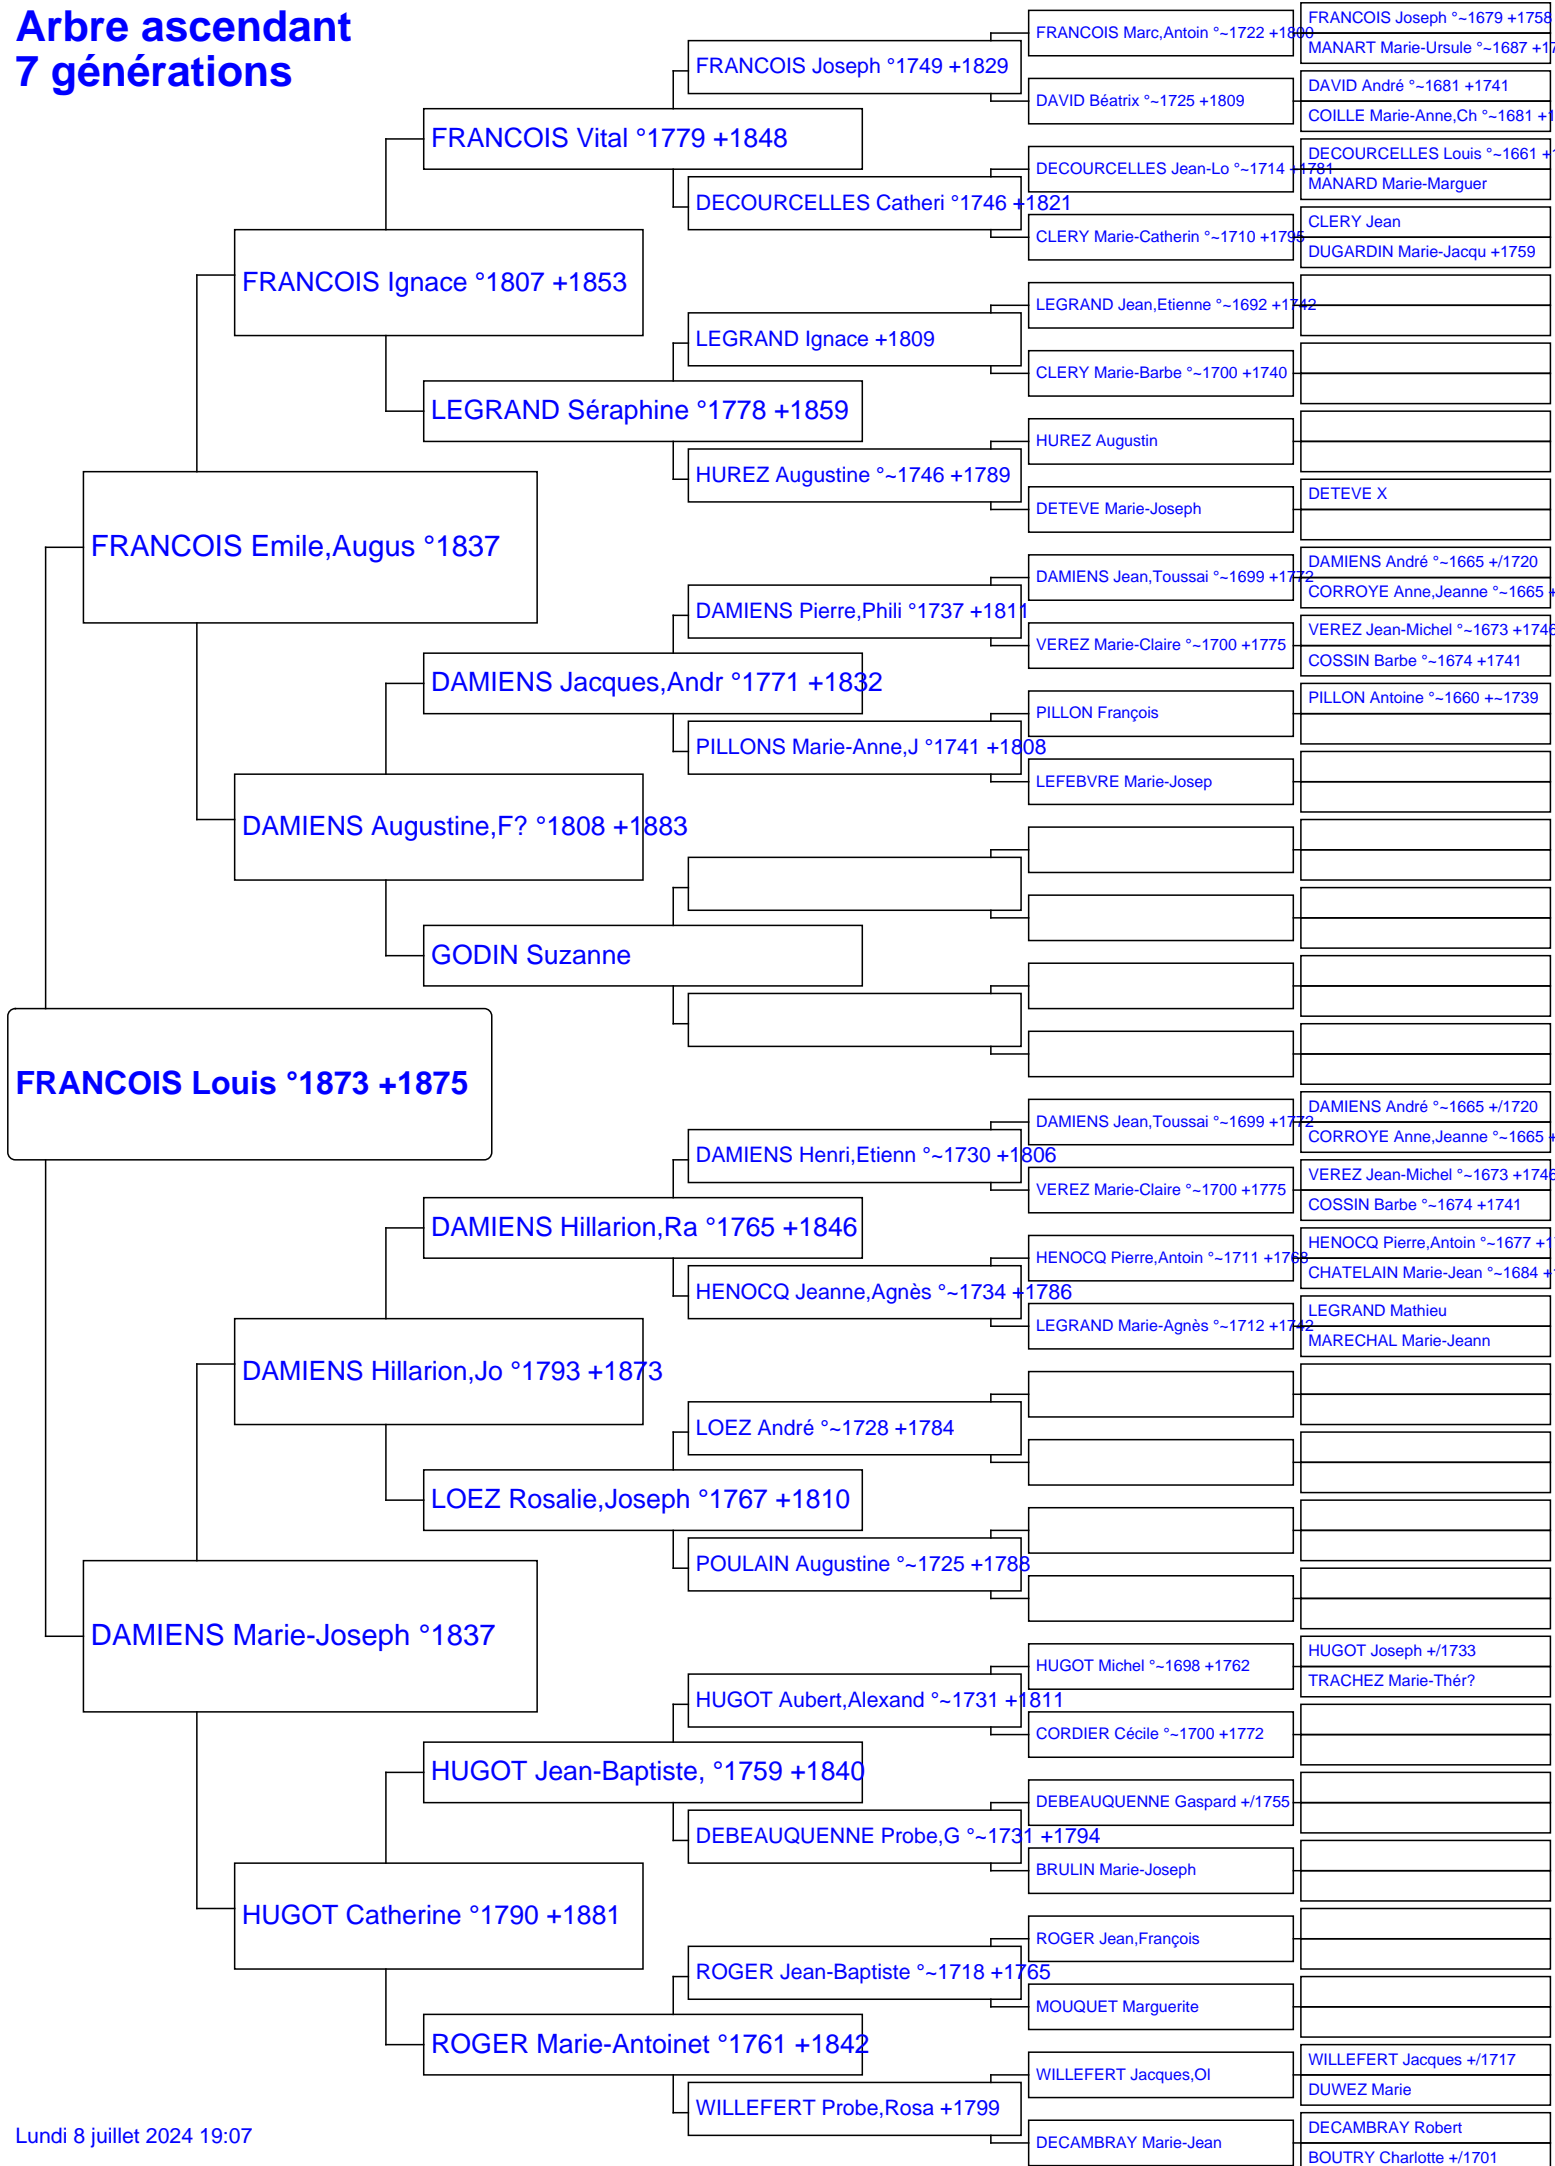 Arbre ascendant
7 générations
FRANCOIS Louis °1873 +1875
FRANCOIS Emile,Augus °1837
DAMIENS Marie-Joseph °1837
FRANCOIS Ignace °1807 +1853
DAMIENS Augustine,F? °1808 +1883
DAMIENS Hillarion,Jo °1793 +1873
HUGOT Catherine °1790 +1881
FRANCOIS Vital °1779 +1848
LEGRAND Séraphine °1778 +1859
DAMIENS Jacques,Andr °1771 +1832
GODIN Suzanne
DAMIENS Hillarion,Ra °1765 +1846
LOEZ Rosalie,Joseph °1767 +1810
HUGOT Jean-Baptiste, °1759 +1840
ROGER Marie-Antoinet °1761 +1842
FRANCOIS Joseph °1749 +1829
DECOURCELLES Catheri °1746 +1821
LEGRAND Ignace +1809
HUREZ Augustine °~1746 +1789
DAMIENS Pierre,Phili °1737 +1811
PILLONS Marie-Anne,J °1741 +1808
DAMIENS Henri,Etienn °~1730 +1806
HENOCQ Jeanne,Agnès °~1734 +1786
LOEZ André °~1728 +1784
POULAIN Augustine °~1725 +1788
HUGOT Aubert,Alexand °~1731 +1811
DEBEAUQUENNE Probe,G °~1731 +1794
ROGER Jean-Baptiste °~1718 +1765
WILLEFERT Probe,Rosa +1799
FRANCOIS Marc,Antoin °~1722 +1800
DAVID Béatrix °~1725 +1809
DECOURCELLES Jean-Lo °~1714 +1781
CLERY Marie-Catherin °~1710 +1795
LEGRAND Jean,Etienne °~1692 +1742
CLERY Marie-Barbe °~1700 +1740
HUREZ Augustin
DETEVE Marie-Joseph
DAMIENS Jean,Toussai °~1699 +1772
VEREZ Marie-Claire °~1700 +1775
PILLON François
LEFEBVRE Marie-Josep
DAMIENS Jean,Toussai °~1699 +1772
VEREZ Marie-Claire °~1700 +1775
HENOCQ Pierre,Antoin °~1711 +1768
LEGRAND Marie-Agnès °~1712 +1742
HUGOT Michel °~1698 +1762
CORDIER Cécile °~1700 +1772
DEBEAUQUENNE Gaspard +/1755
BRULIN Marie-Joseph
ROGER Jean,François
MOUQUET Marguerite
WILLEFERT Jacques,Ol
DECAMBRAY Marie-Jean
FRANCOIS Joseph °~1679 +1758
MANART Marie-Ursule °~1687 +17
DAVID André °~1681 +1741
COILLE Marie-Anne,Ch °~1681 +1
DECOURCELLES Louis °~1661 +1
MANARD Marie-Marguer
CLERY Jean
DUGARDIN Marie-Jacqu +1759
DETEVE X
DAMIENS André °~1665 +/1720
CORROYE Anne,Jeanne °~1665 +
VEREZ Jean-Michel °~1673 +1746
COSSIN Barbe °~1674 +1741
PILLON Antoine °~1660 +~1739
DAMIENS André °~1665 +/1720
CORROYE Anne,Jeanne °~1665 +
VEREZ Jean-Michel °~1673 +1746
COSSIN Barbe °~1674 +1741
HENOCQ Pierre,Antoin °~1677 +1
CHATELAIN Marie-Jean °~1684 +
LEGRAND Mathieu
MARECHAL Marie-Jeann
HUGOT Joseph +/1733
TRACHEZ Marie-Thér?
WILLEFERT Jacques +/1717
DUWEZ Marie
DECAMBRAY Robert
BOUTRY Charlotte +/1701
Lundi 8 juillet 2024 19:07